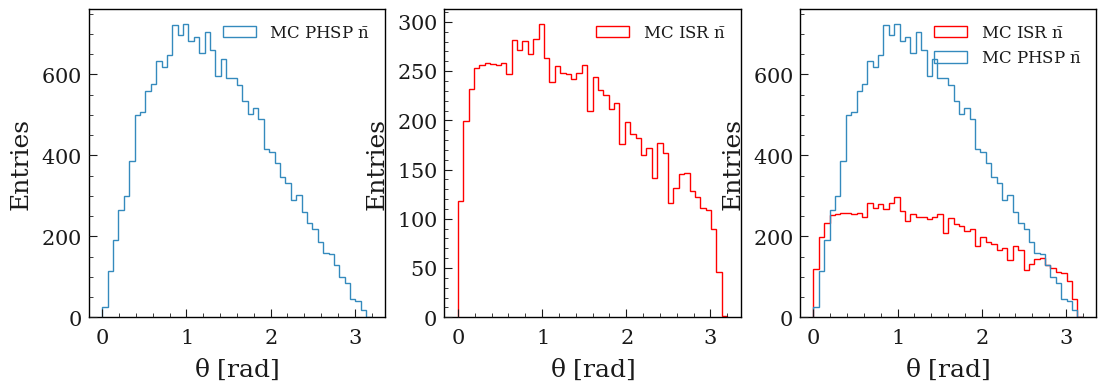 MC PHSP n̄
Entries
600
400
200
0
0 1 2 3
θ [rad]
MC ISR n̄
Entries
300
250
200
150
100
50
0
0 1 2 3
θ [rad]
MC ISR n̄
MC PHSP n̄
Entries
600
400
200
0
0 1 2 3
θ [rad]